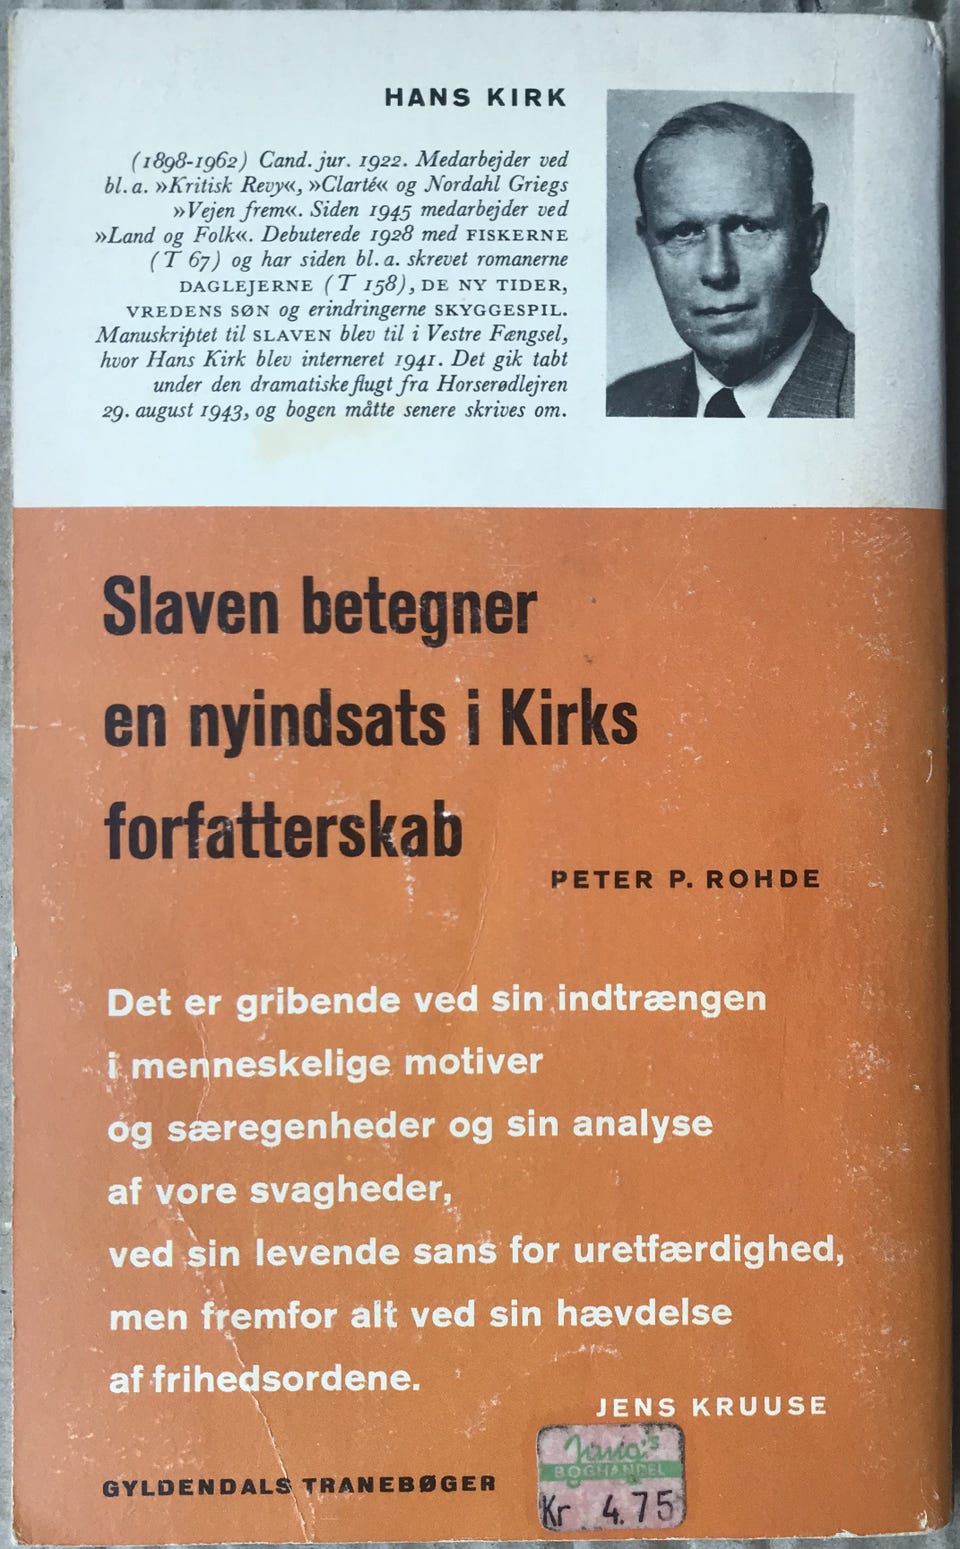 HANS KIRK
(1898-1962) Cand. jur. 1922. Medarbejder ved
bl. a. »Kritisk Revy«, »Clarté« og Nordahl Griegs
»Vejen frem«. Siden 1945 medarbejder ved
»Land og Folk«. Debuterede 1928 med FISKERNE
(T 67) og har siden bl. a. skrevet romanerne
DAGLEJERNE (T 158), DE NY TIDER,
VREDENS SØN og erindringerne SKYGGESPIL.
Manuskriptet til SLAVEN blev til i Vestre Fængsel,
hvor Hans Kirk blev interneret 1941. Det gik tabt
under den dramatiske flugt fra Horserødlejren
29. august 1943, og bogen måtte senere skrives om.
Slaven betegner
en nyindsats i Kirks
forfatterskab
PETER P. ROHDE
Det er gribende ved sin indtrængen
i menneskelige motiver
og særegenheder og sin analyse
af vore svagheder,
ved sin levende sans for uretfærdighed,
men fremfor alt ved sin hævdelse
af frihedsordene.
JENS KRUUSE
GYLDENDALS TRANEBØGER
BOGHANDEL
Kr 4.75